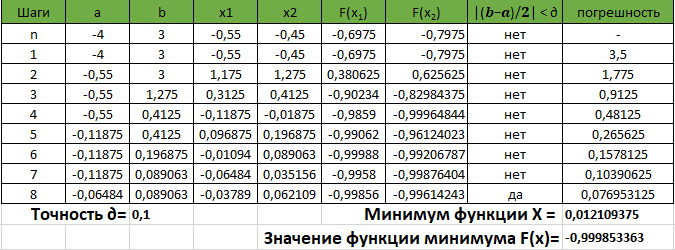 Шаги a b x1 x2 F(x₁) F(x₂) |(b−a)/2| < ∂ погрешность
n -4 3 -0,55 -0,45 -0,6975 -0,7975 нет -
1 -4 3 -0,55 -0,45 -0,6975 -0,7975 нет 3,5
2 -0,55 3 1,175 1,275 0,380625 0,625625 нет 1,775
3 -0,55 1,275 0,3125 0,4125 -0,90234 -0,82984375 нет 0,9125
4 -0,55 0,4125 -0,11875 -0,01875 -0,9859 -0,99964844 нет 0,48125
5 -0,11875 0,4125 0,096875 0,196875 -0,99062 -0,96124023 нет 0,265625
6 -0,11875 0,196875 -0,01094 0,089063 -0,99988 -0,99206787 нет 0,1578125
7 -0,11875 0,089063 -0,06484 0,035156 -0,9958 -0,99876404 нет 0,10390625
8 -0,06484 0,089063 -0,03789 0,062109 -0,99856 -0,99614243 да 0,076953125
Точность ∂= 0,1 Минимум функции X = 0,012109375
Значение функции минимума F(x)= -0,999853363